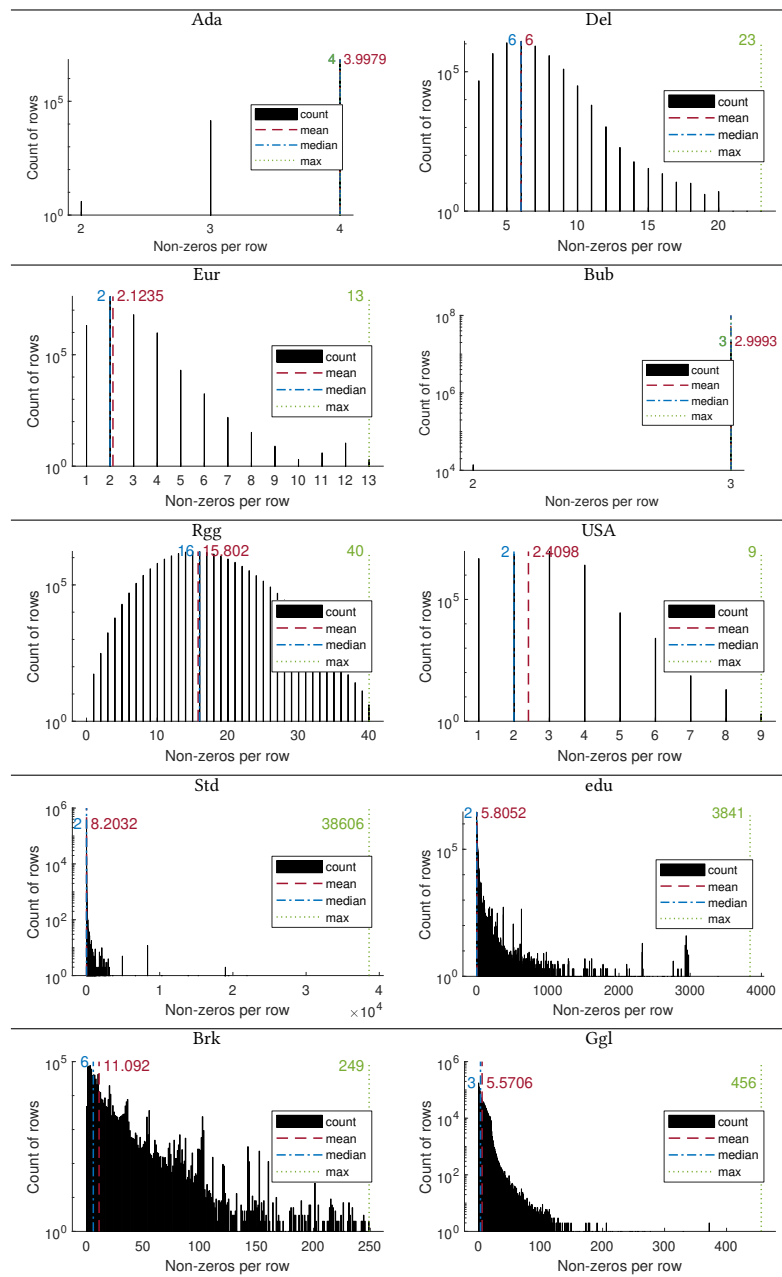 Ada
4 3.9979
10^5
10^0
Count of rows
count
mean
median
max
2 3 4
Non-zeros per row
Del
6 6 23
10^5
10^0
Count of rows
count
mean
median
max
5 10 15 20
Non-zeros per row
Eur
2 2.1235 13
10^5
10^0
Count of rows
count
mean
median
max
1 2 3 4 5 6 7 8 9 10 11 12 13
Non-zeros per row
Bub
10^8
3 2.9993
10^6
10^4
Count of rows
count
mean
median
max
2 3
Non-zeros per row
Rgg
16 15.802 40
10^5
10^0
Count of rows
count
mean
median
max
0 10 20 30 40
Non-zeros per row
USA
2 2.4098 9
10^5
10^0
Count of rows
count
mean
median
max
1 2 3 4 5 6 7 8 9
Non-zeros per row
Std
10^6
2 8.2032 38606
10^4
10^2
10^0
Count of rows
count
mean
median
max
0 1 2 3 4
Non-zeros per row × 10^4
edu
2 5.8052 3841
10^5
10^0
Count of rows
count
mean
median
max
0 1000 2000 3000 4000
Non-zeros per row
Brk
10^5
6 11.092 249
10^0
Count of rows
count
mean
median
max
0 50 100 150 200 250
Non-zeros per row
Ggl
10^6
3 5.5706 456
10^4
10^2
10^0
Count of rows
count
mean
median
max
0 100 200 300 400
Non-zeros per row